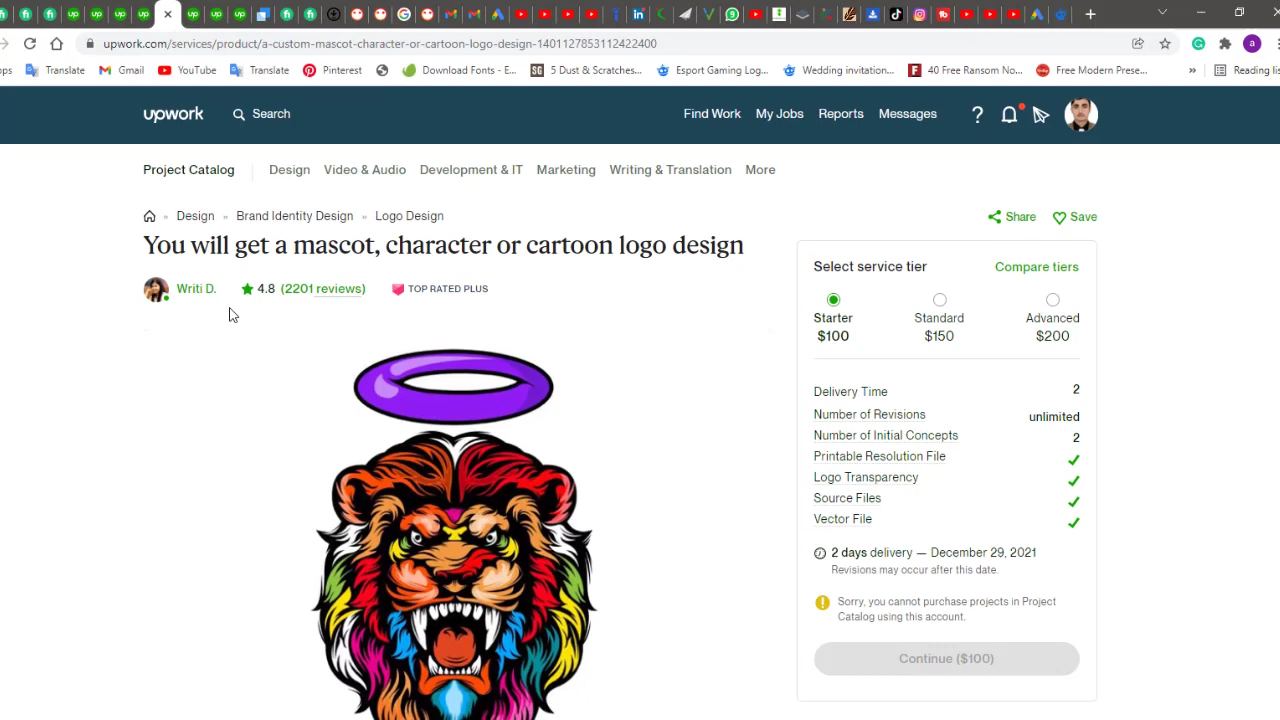 upwork.com/services/product/a-custom-mascot-character-or-cartoon-logo-design-1401127853112422400
Translate
Gmail
YouTube
Translate
Pinterest
Download Fonts - E...
5 Dust & Scratches...
Esport Gaming Log...
Wedding invitation...
40 Free Ransom No...
Free Modern Prese...
»
upwork
Search
Find Work
My Jobs
Reports
Messages
?
Project Catalog
Design
Video & Audio
Development & IT
Marketing
Writing & Translation
More
Design » Brand Identity Design » Logo Design
Share
Save
You will get a mascot, character or cartoon logo design
Writi D.
4.8 (2201 reviews)
TOP RATED PLUS
Select service tier
Compare tiers
Starter
$100
Standard
$150
Advanced
$200
Delivery Time 2
Number of Revisions unlimited
Number of Initial Concepts 2
Printable Resolution File
Logo Transparency
Source Files
Vector File
2 days delivery — December 29, 2021
Revisions may occur after this date.
Sorry, you cannot purchase projects in Project
Catalog using this account.
Continue ($100)